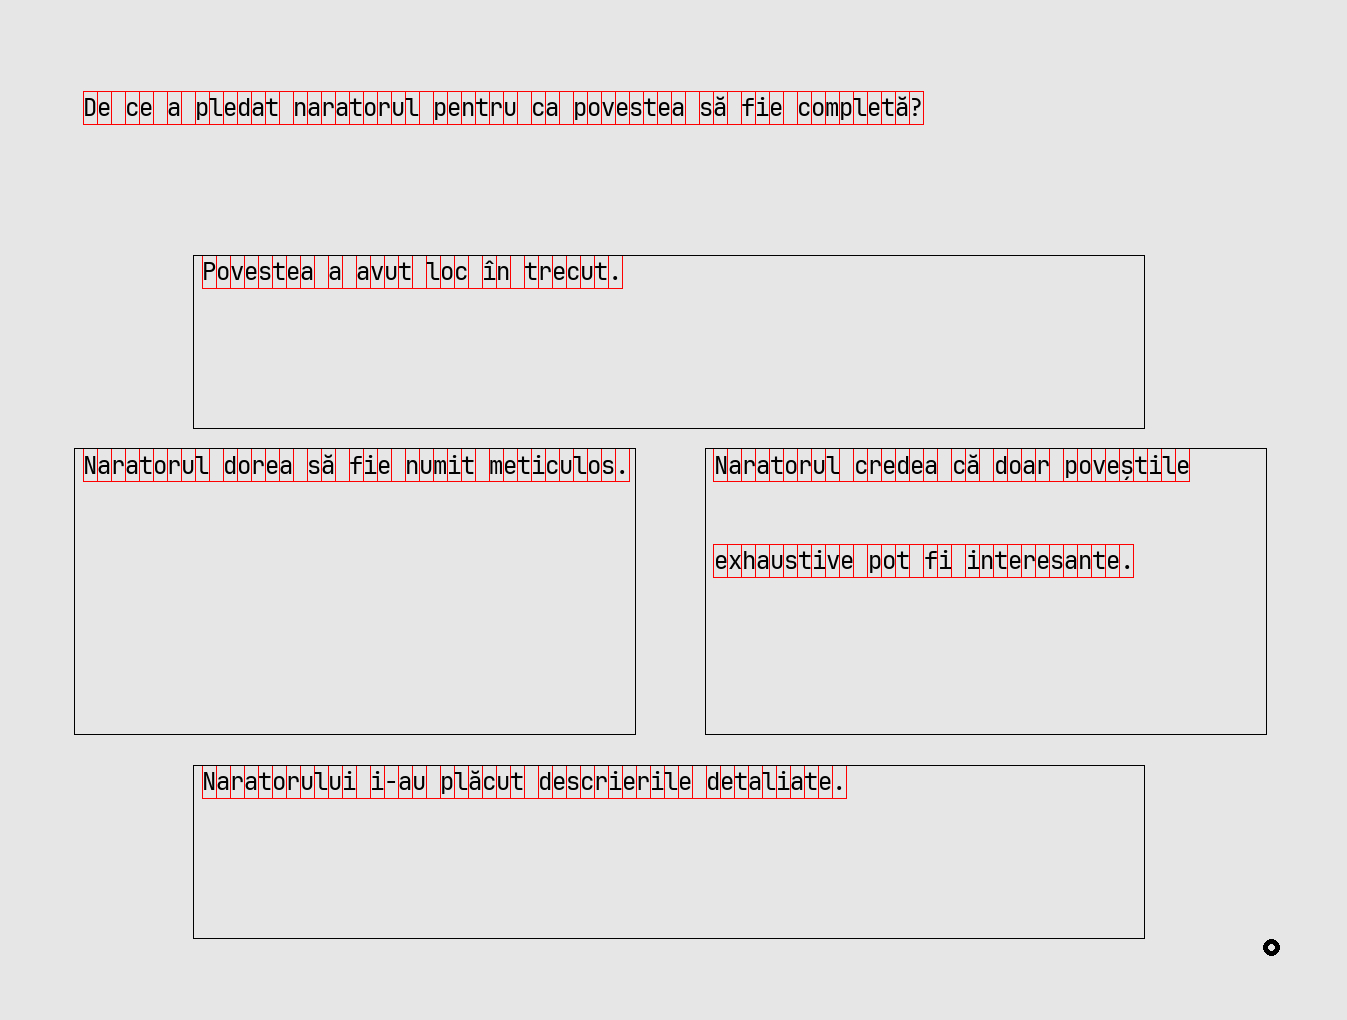 De ce a pledat naratorul pentru ca povestea să fie completă?
Povestea a avut loc în trecut.
Naratorul dorea să fie numit meticulos.
Naratorul credea că doar poveștile
exhaustive pot fi interesante.
Naratorului i-au plăcut descrierile detaliate.